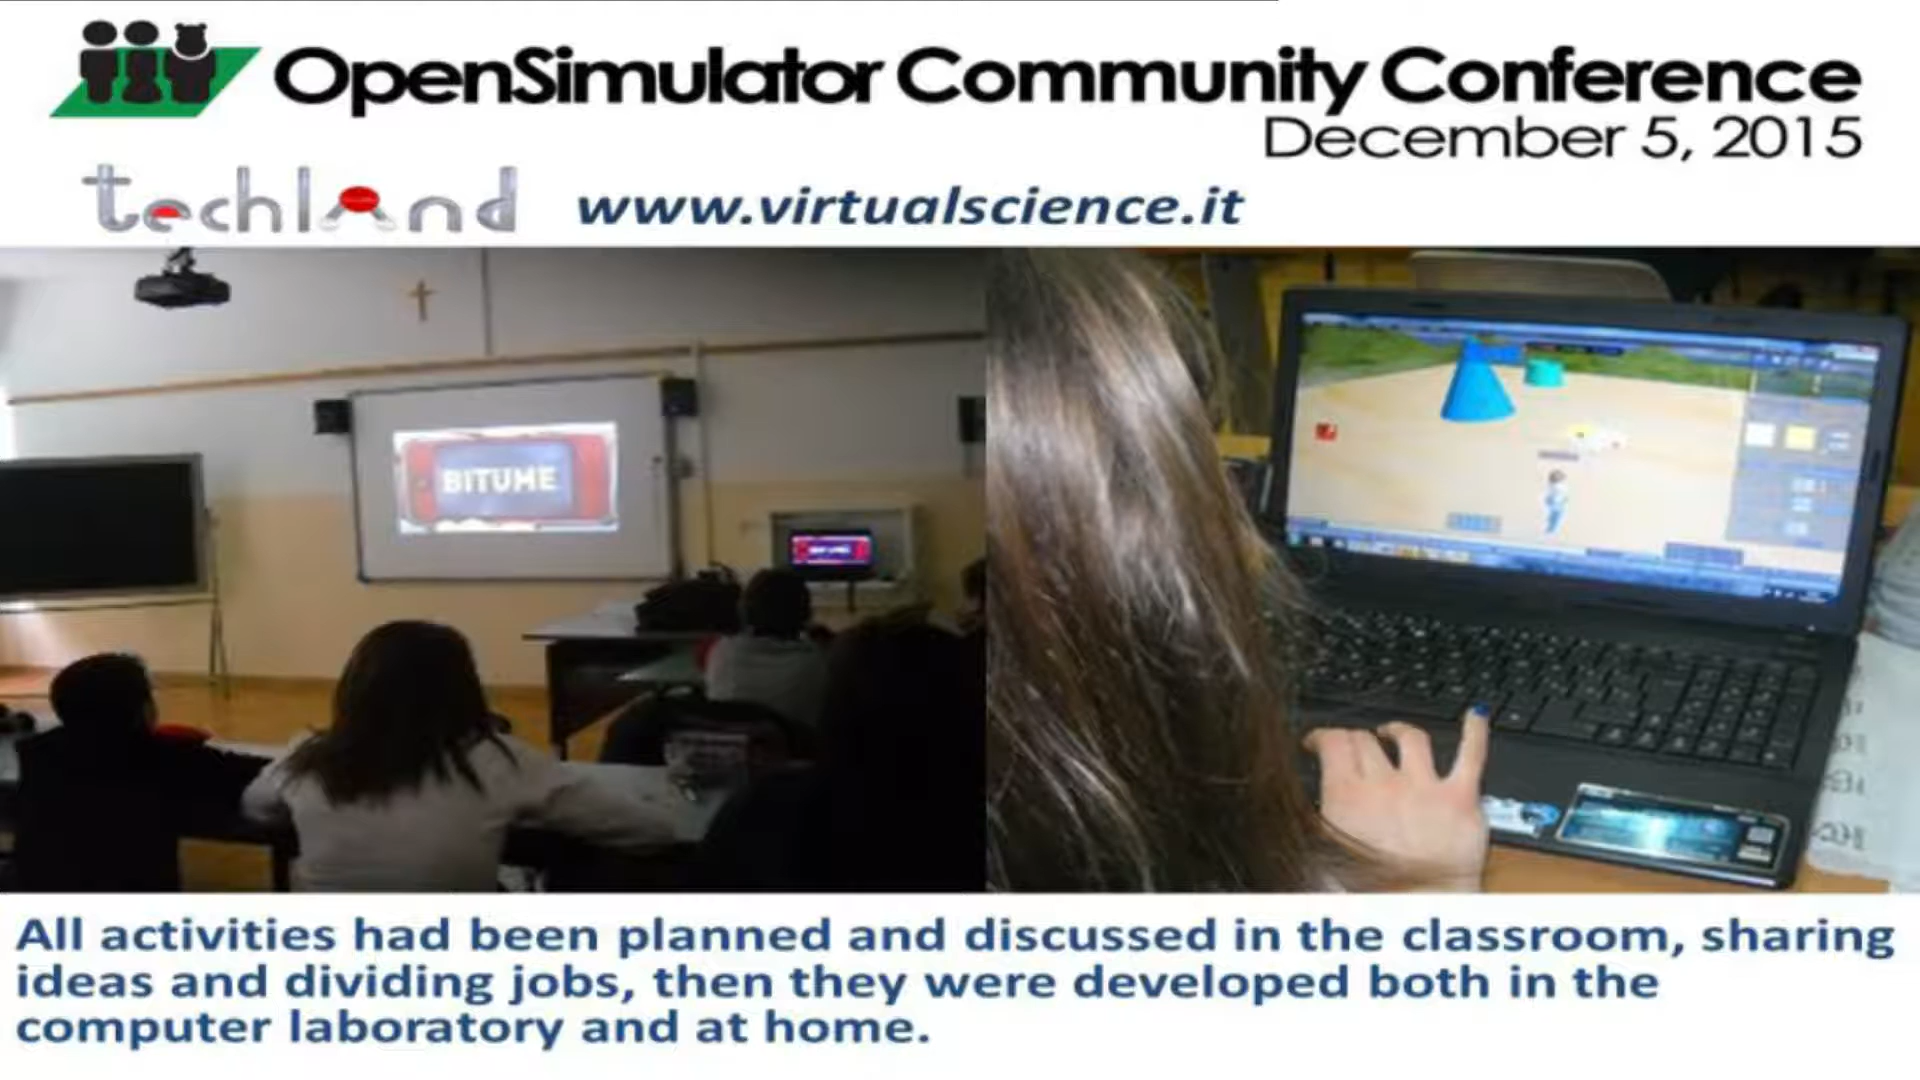 OpenSimulator Community Conference
December 5, 2015
techland
www.virtualscience.it
BITUME
All activities had been planned and discussed in the classroom, sharing
ideas and dividing jobs, then they were developed both in the
computer laboratory and at home.